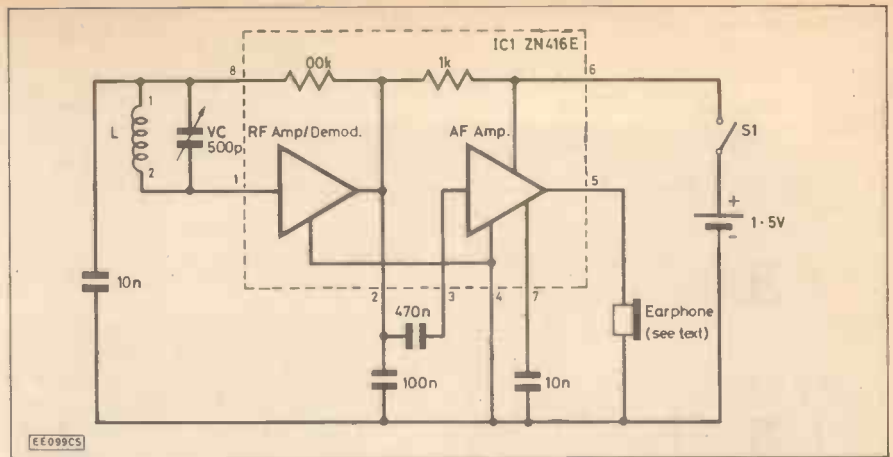 IC1 ZN416E
8
00k
1k
6
1
L
2
VC
500p
RF Amp/Demod.
AF Amp.
S1
1
5
+
1·5V
-
10n
2
3
4
7
470n
Earphone
(see text)
100n
10n
EE099CS